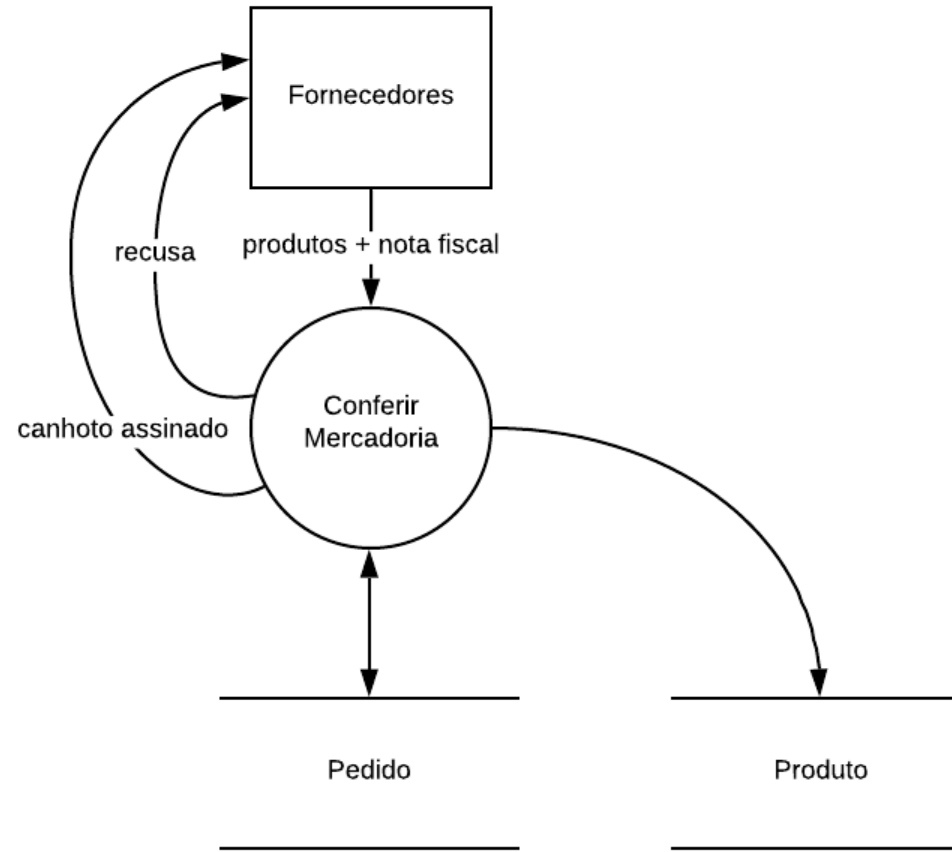 Fornecedores
recusa
produtos + nota fiscal
Conferir
Mercadoria
canhoto assinado
Pedido
Produto